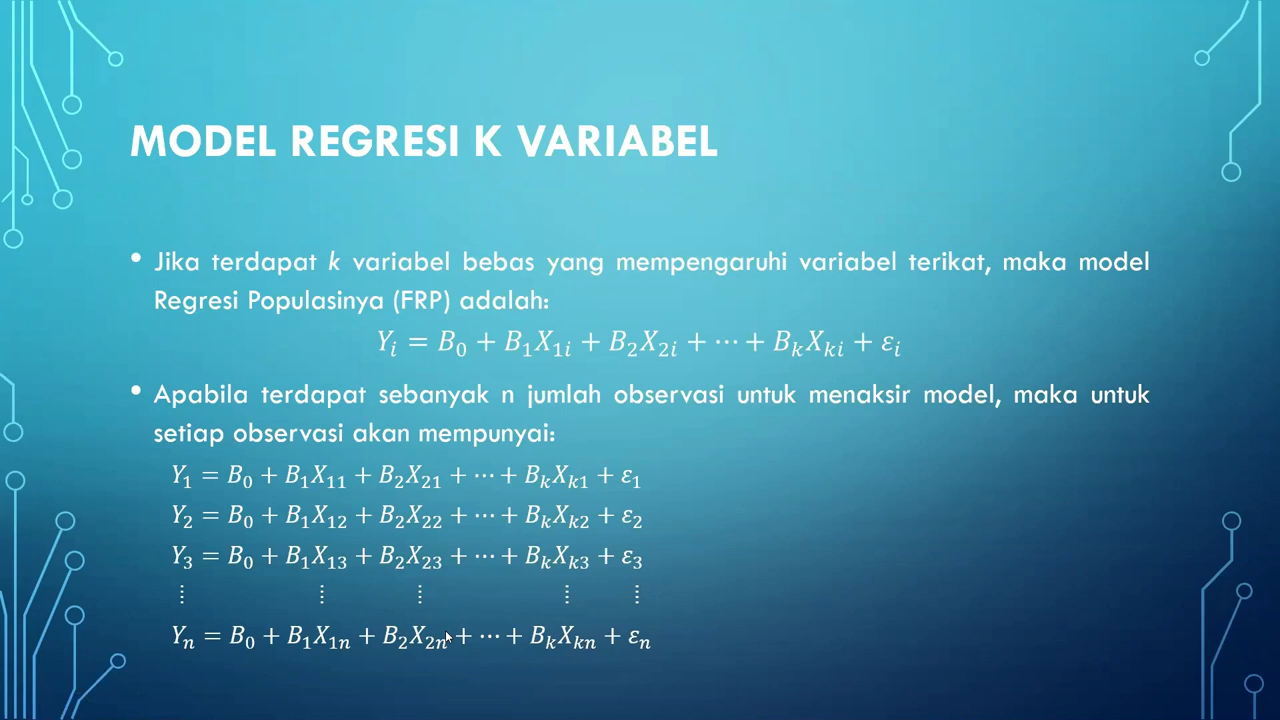 MODEL REGRESI K VARIABEL
• Jika terdapat k variabel bebas yang mempengaruhi variabel terikat, maka model
Regresi Populasinya (FRP) adalah:
Yᵢ = B₀ + B₁X₁ᵢ + B₂X₂ᵢ + ⋯ + BₖXₖᵢ + εᵢ
• Apabila terdapat sebanyak n jumlah observasi untuk menaksir model, maka untuk
setiap observasi akan mempunyai:
Y₁ = B₀ + B₁X₁₁ + B₂X₂₁ + ⋯ + BₖXₖ₁ + ε₁
Y₂ = B₀ + B₁X₁₂ + B₂X₂₂ + ⋯ + BₖXₖ₂ + ε₂
Y₃ = B₀ + B₁X₁₃ + B₂X₂₃ + ⋯ + BₖXₖ₃ + ε₃
⋮ ⋮ ⋮ ⋮ ⋮
Yₙ = B₀ + B₁X₁ₙ + B₂X₂ₙ + ⋯ + BₖXₖₙ + εₙ